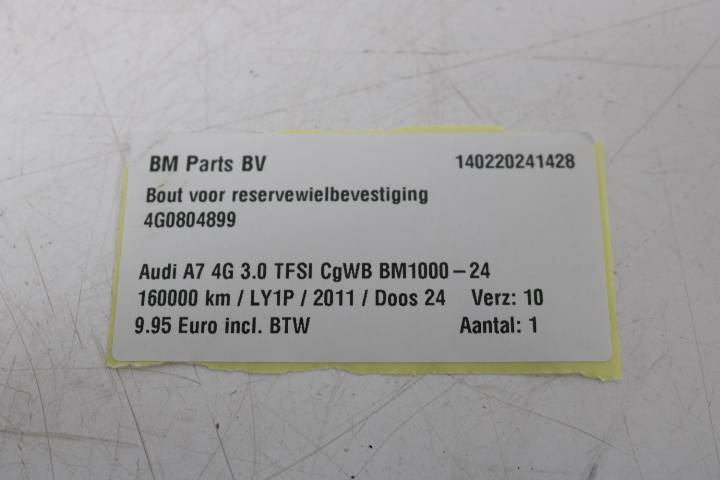 BM Parts BV 140220241428
Bout voor reservewielbevestiging
4G0804899
Audi A7 4G 3.0 TFSI CgWB BM1000-24
160000 km / LY1P / 2011 / Doos 24 Verz: 10
9.95 Euro incl. BTW Aantal: 1